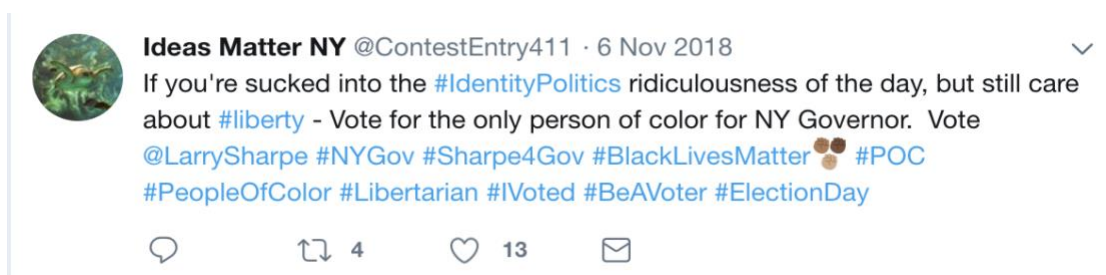 Ideas Matter NY @ContestEntry411 · 6 Nov 2018
If you're sucked into the #IdentityPolitics ridiculousness of the day, but still care
about #liberty - Vote for the only person of color for NY Governor.  Vote
@LarrySharpe #NYGov #Sharpe4Gov #BlackLivesMatter #POC
#PeopleOfColor #Libertarian #IVoted #BeAVoter #ElectionDay
4 13